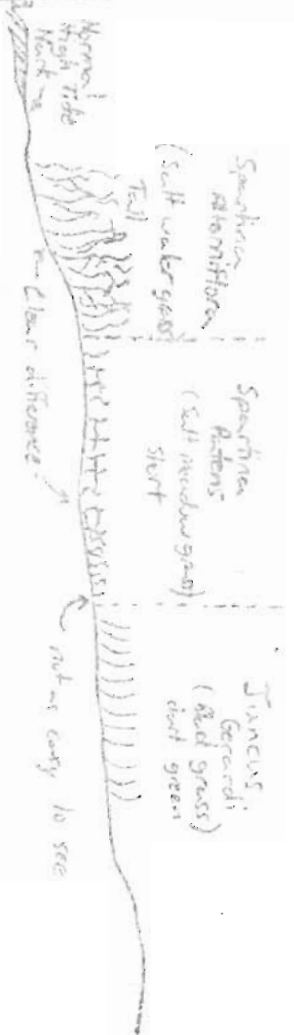 Normal
High Tide
Mark
Spartina
Alterniflora
(Salt water grass)
Tall
Spartina
Patens
(Salt meadow grass)
short
Juncus
Gerardi
(Black grass)
dark green
Clear difference
not as easy to see